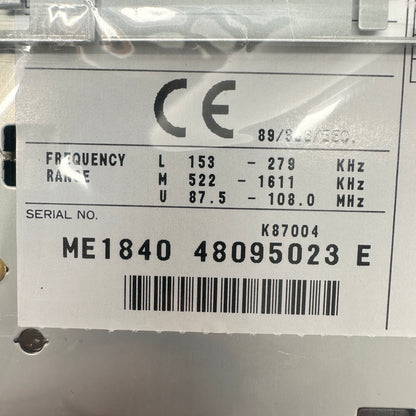 CE
FREQUENCY L 153 - 279 KHz
RANGE M 522 - 1611 KHz
U 87.5 - 108.0 MHz
SERIAL NO.
K87004
ME1840 48095023 E